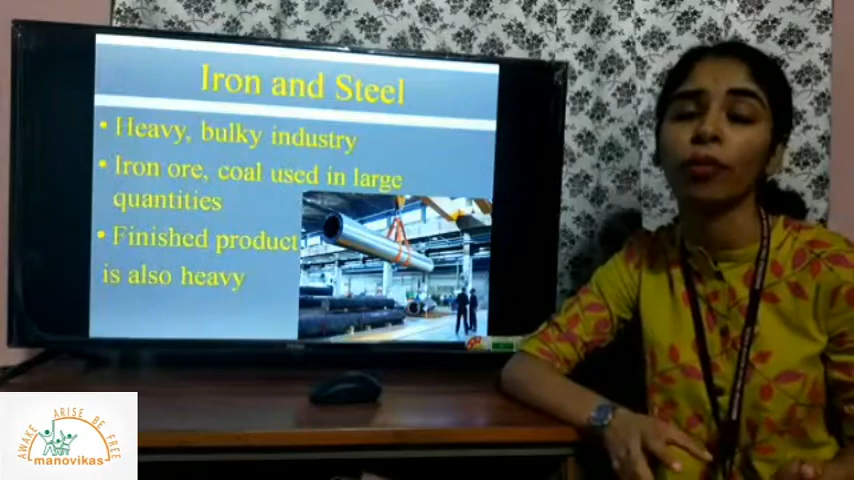 Iron and Steel
• Heavy, bulky industry
• Iron ore, coal used in large
quantities
• Finished product
is also heavy
AWAKE ARISE BE FREE
manovikas